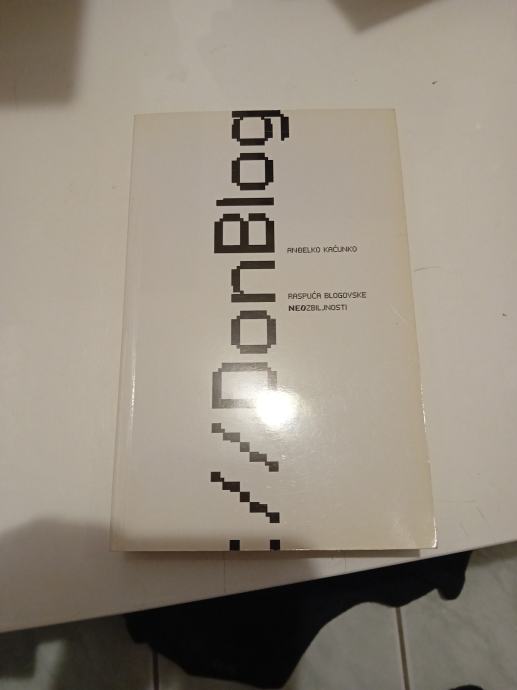 ://DonBlog
ANĐELKO KAČUNKO
RASPUĆA BLOGOVSKE
NEOZBILJNOSTI